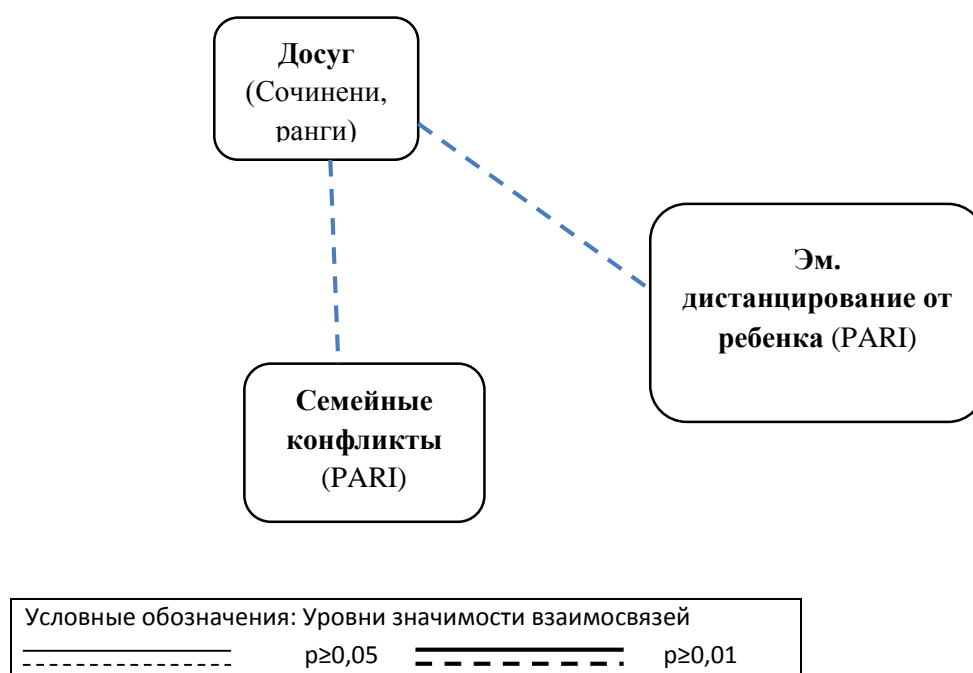 Досуг
(Сочинени,
ранги)
Эм.
дистанцирование от
ребенка (PARI)
Семейные
конфликты
(PARI)
Условные обозначения: Уровни значимости взаимосвязей
p≥0,05 p≥0,01